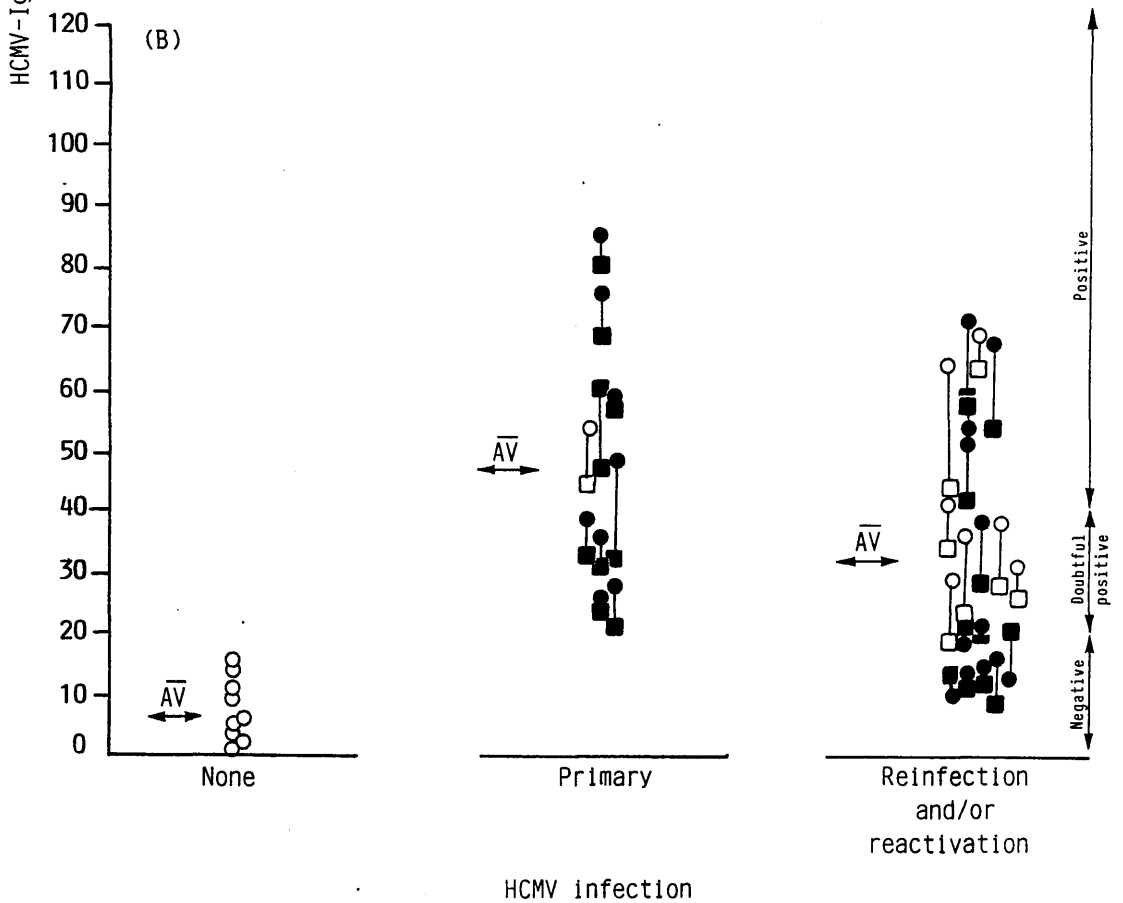 HCMV-Ig
(B)
120
110
100
90
80
70
60
50
40
30
20
10
0
AV
AV
AV
Positive
Doubtful
positive
Negative
None
Primary
Reinfection
and/or
reactivation
HCMV infection